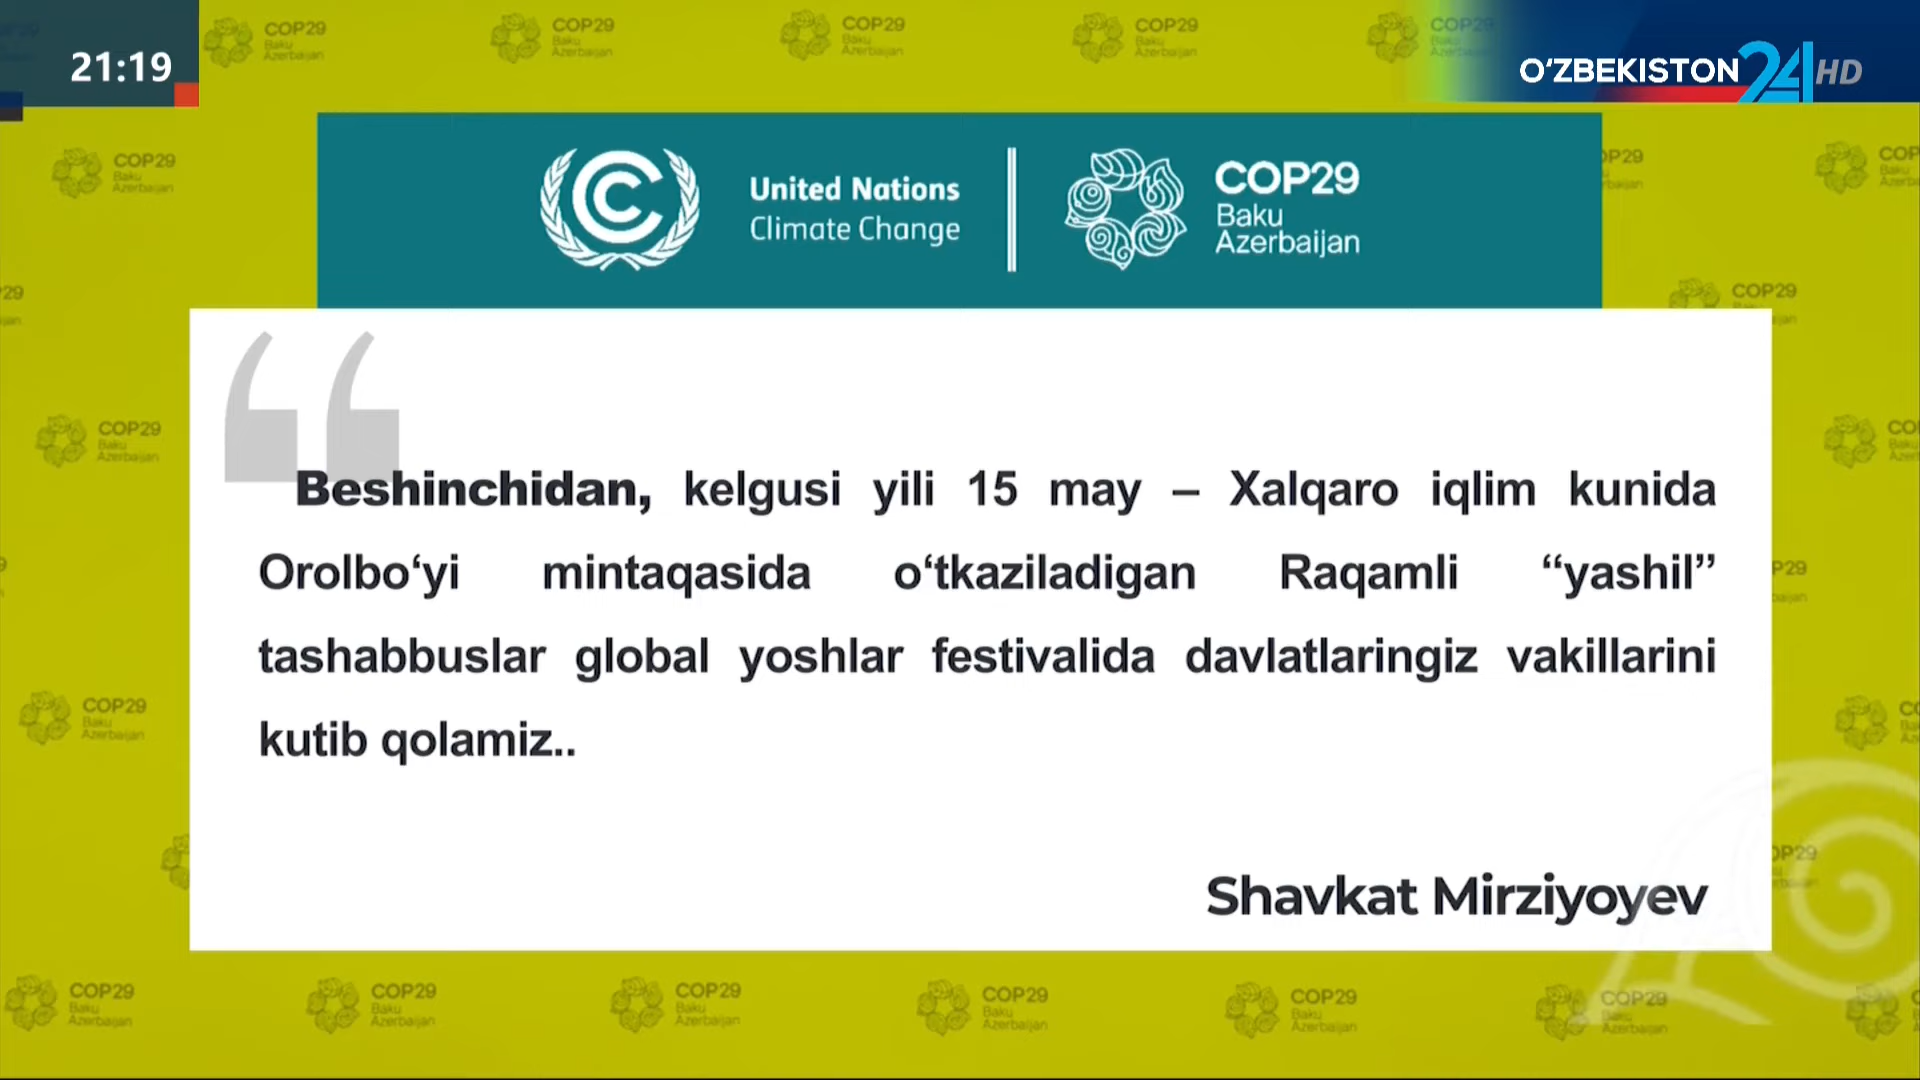 21:19
O‘ZBEKISTON 24 HD
United Nations
Climate Change
COP29
Baku
Azerbaijan
Beshinchidan, kelgusi yili 15 may – Xalqaro iqlim kunida
Orolbo‘yi mintaqasida o‘tkaziladigan Raqamli “yashil”
tashabbuslar global yoshlar festivalida davlatlaringiz vakillarini
kutib qolamiz..
Shavkat Mirziyoyev